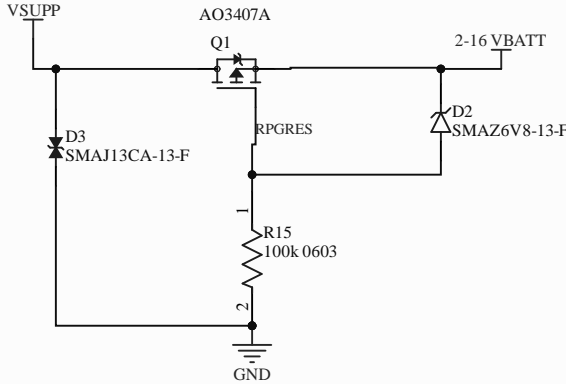 VSUPP
AO3407A
Q1
2-16 VBATT
D2
SMAZ6V8-13-F
RPGRES
D3
SMAJ13CA-13-F
1
R15
100k 0603
2
GND